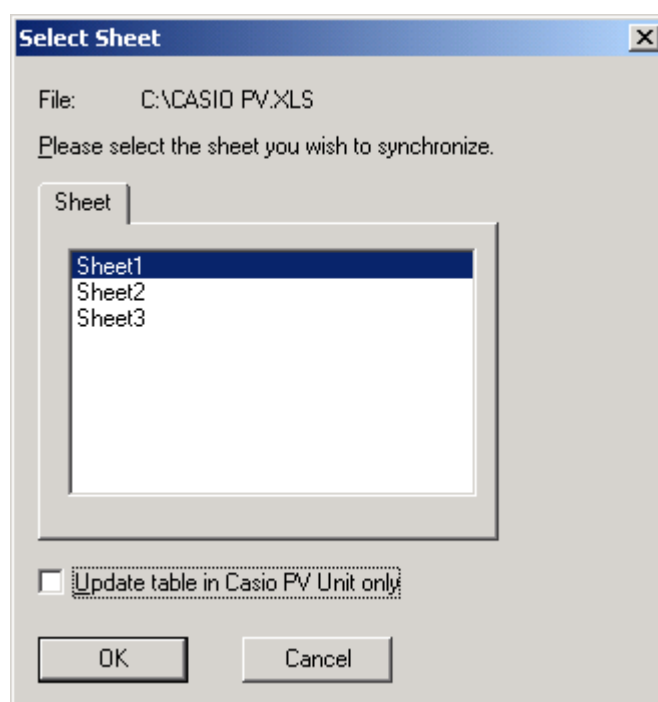 Select Sheet
File: C:\CASIO PV.XLS
Please select the sheet you wish to synchronize.
Sheet
Sheet1
Sheet2
Sheet3
Update table in Casio PV Unit only
OK Cancel